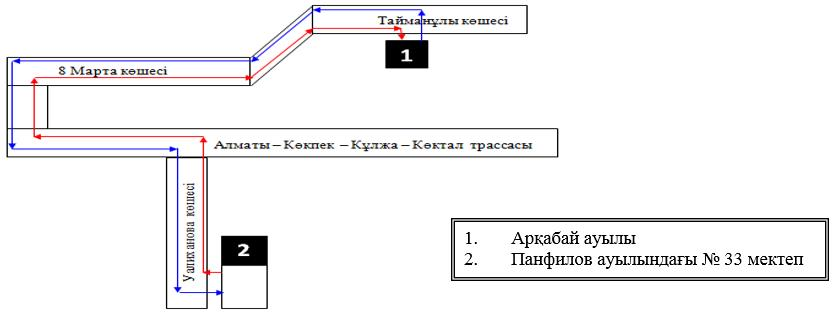 Тайманұлы көшесі
1
8 Марта көшесі
Алматы – Көкпек – Құлжа – Көктал трассасы
Уалиханова көшесі
2
1. Арқабай ауылы
2. Панфилов ауылындағы № 33 мектеп